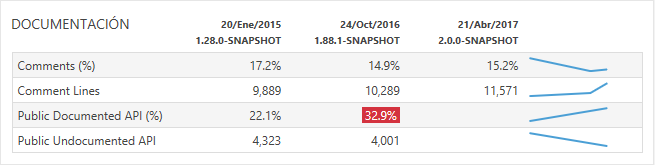 DOCUMENTACIÓN 20/Ene/2015 24/Oct/2016 21/Abr/2017
1.28.0-SNAPSHOT 1.88.1-SNAPSHOT 2.0.0-SNAPSHOT
Comments (%) 17.2% 14.9% 15.2%
Comment Lines 9,889 10,289 11,571
Public Documented API (%) 22.1% 32.9%
Public Undocumented API 4,323 4,001